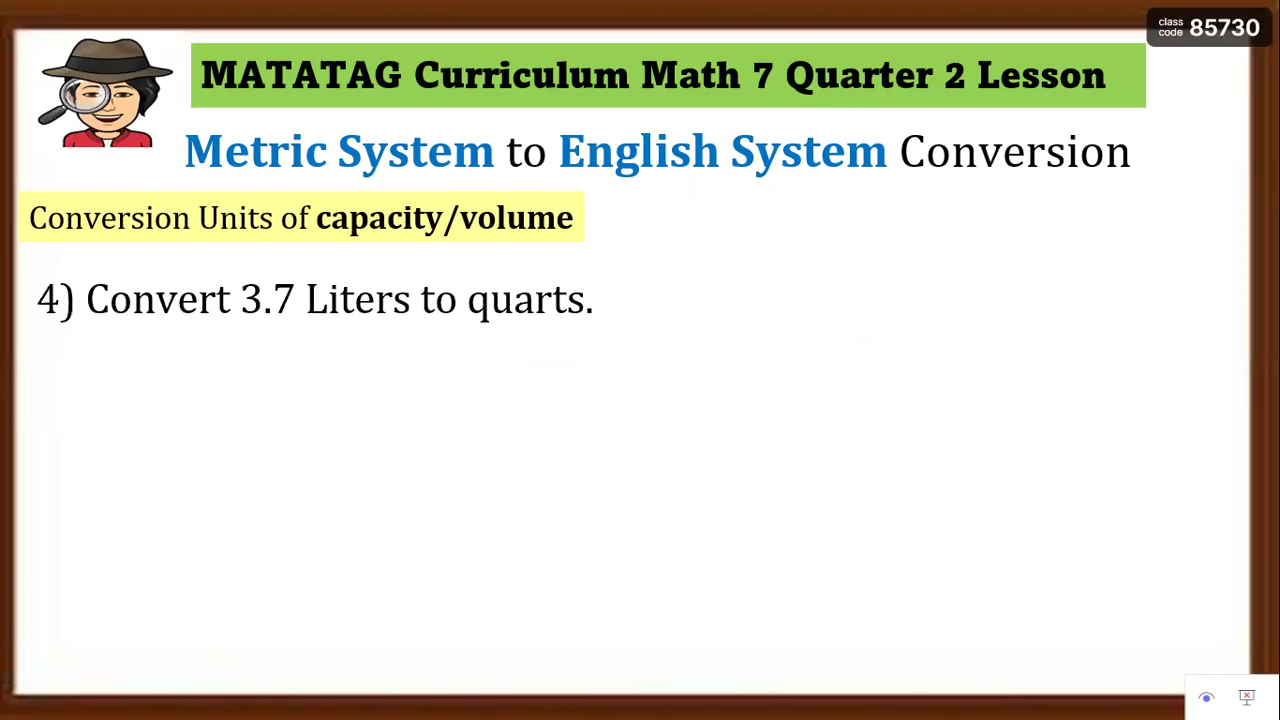 class code 85730
MATATAG Curriculum Math 7 Quarter 2 Lesson
Metric System to English System Conversion
Conversion Units of capacity/volume
4) Convert 3.7 Liters to quarts.